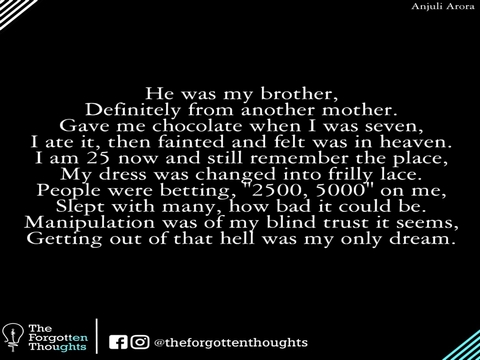 Anjuli Arora
He was my brother,
Definitely from another mother.
Gave me chocolate when I was seven,
I ate it, then fainted and felt was in heaven.
I am 25 now and still remember the place,
My dress was changed into frilly lace.
People were betting, "2500, 5000" on me,
Slept with many, how bad it could be.
Manipulation was of my blind trust it seems,
Getting out of that hell was my only dream.
The
Forgotten
Thoughts
@theforgottenthoughts